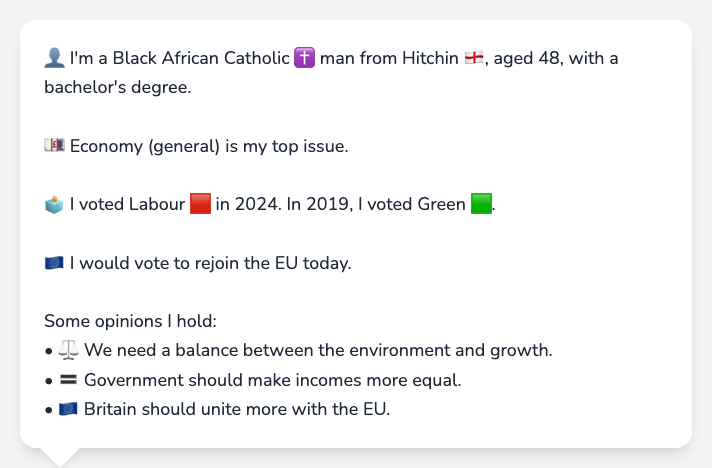 👤 I'm a Black African Catholic ✝️ man from Hitchin 🏴󠁧󠁢󠁥󠁮󠁧󠁿, aged 48, with a
bachelor's degree.
💷 Economy (general) is my top issue.
🗳️ I voted Labour 🟥 in 2024. In 2019, I voted Green 🟩.
🇪🇺 I would vote to rejoin the EU today.
Some opinions I hold:
• ⚖️ We need a balance between the environment and growth.
• 🟰 Government should make incomes more equal.
• 🇪🇺 Britain should unite more with the EU.